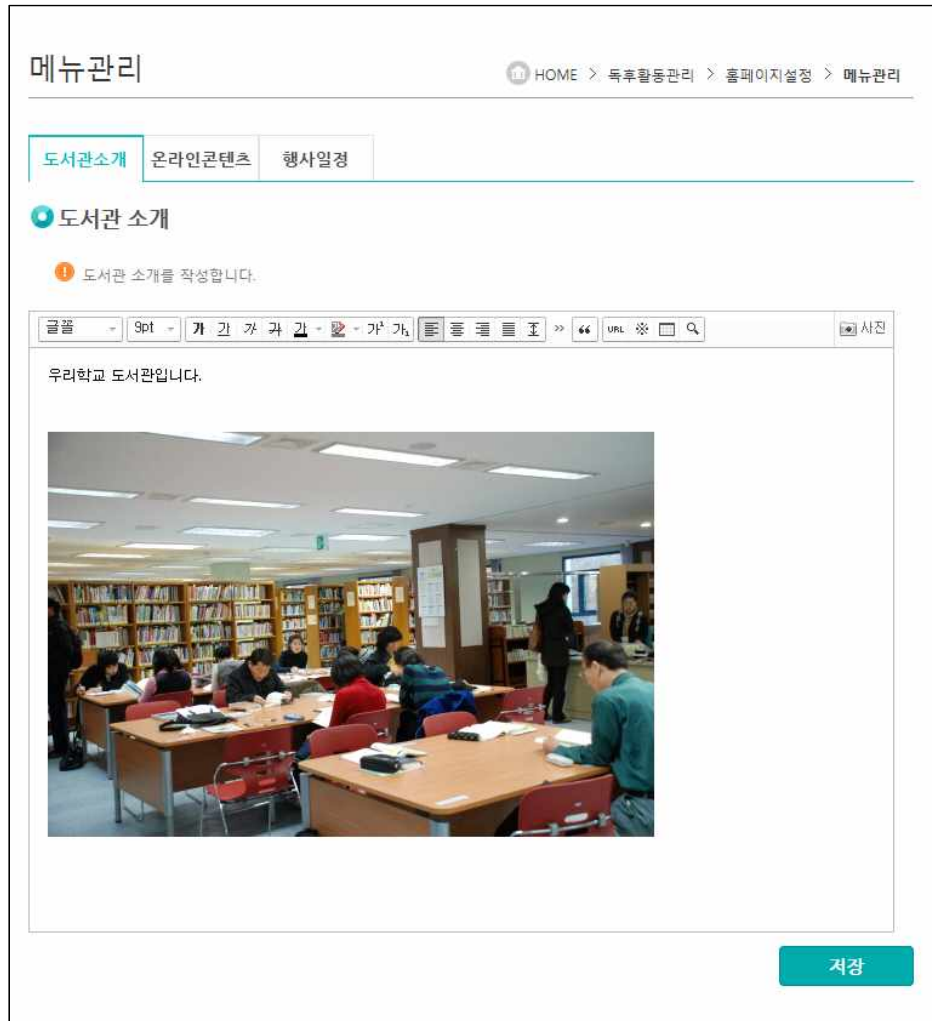 메뉴관리
HOME > 독후활동관리 > 홈페이지설정 > 메뉴관리
도서관소개 온라인콘텐츠 행사일정
도서관 소개
도서관 소개를 작성합니다.
글꼴 9pt 가 가 가 가 가 가² 가₁ URL ※ 사진
우리학교 도서관입니다.
저장